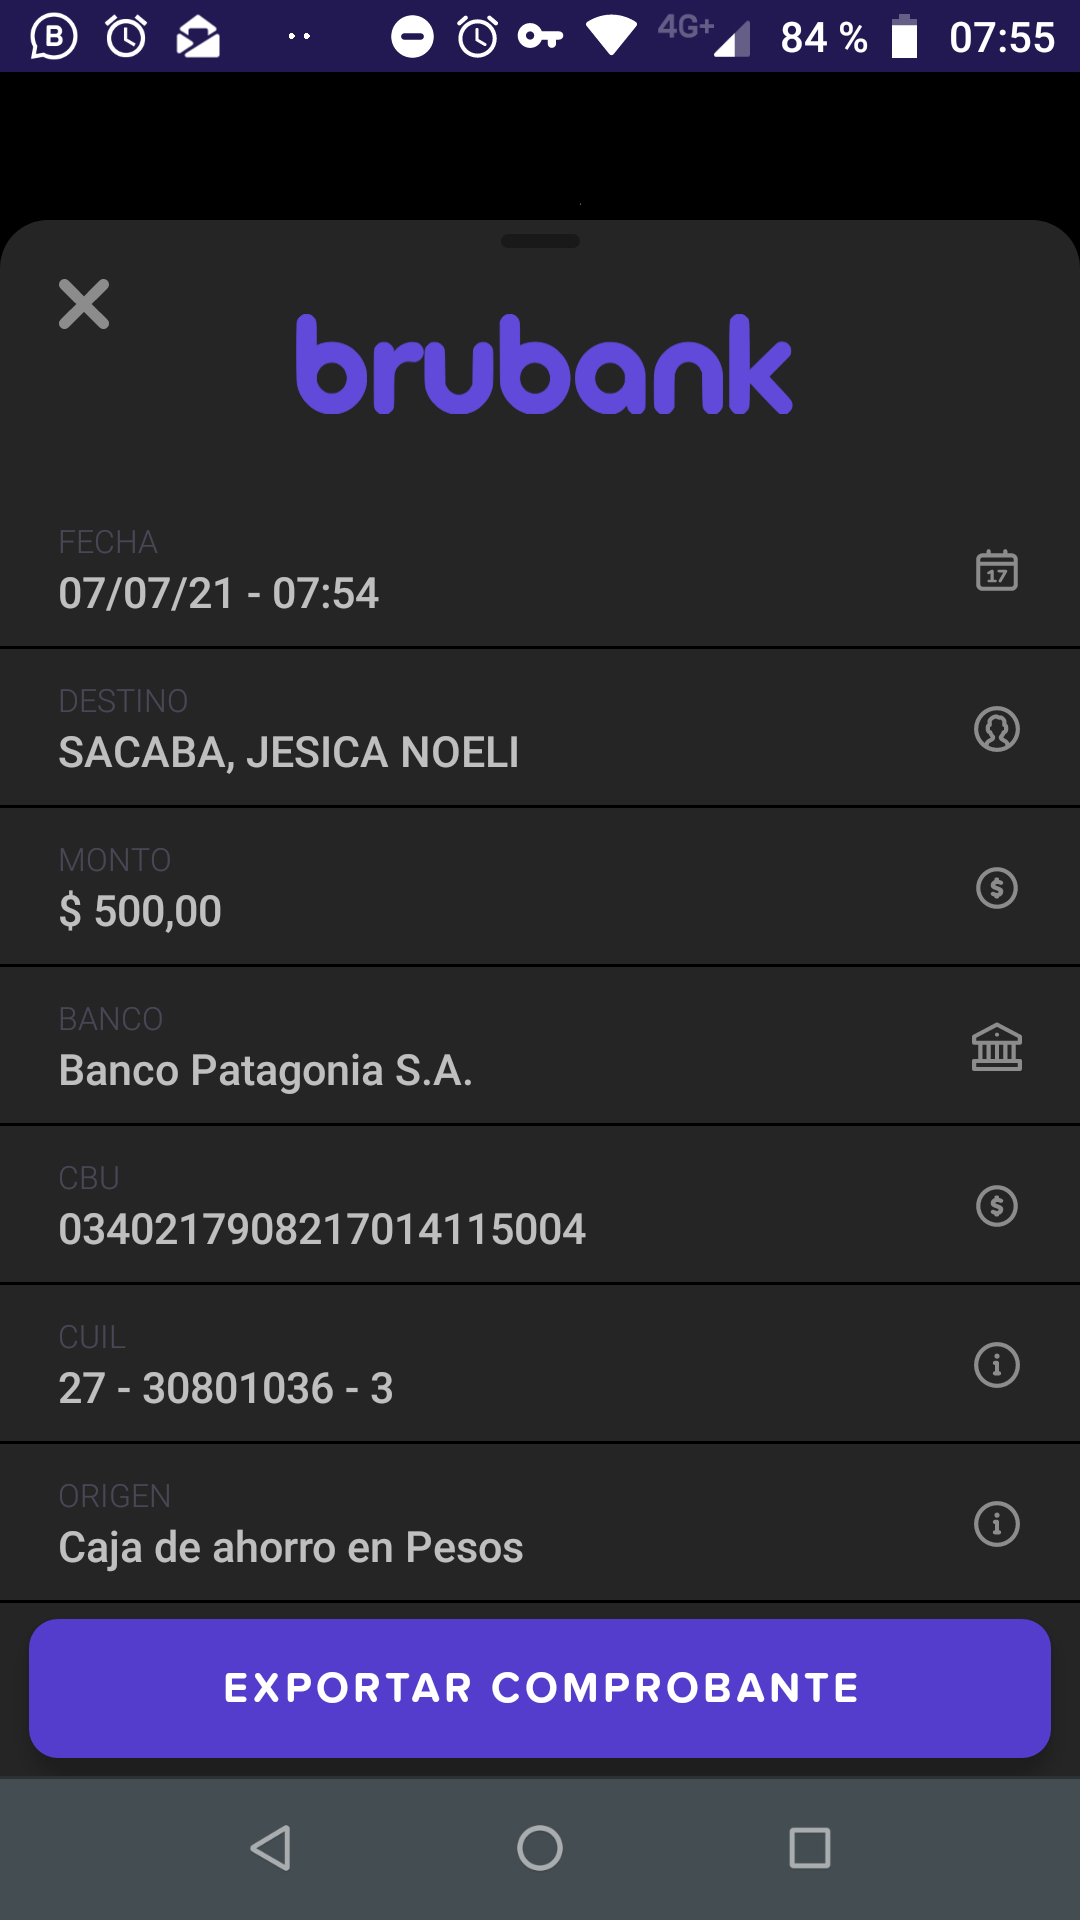 B 4G+ 84 % 07:55
brubank
FECHA
07/07/21 - 07:54
17
DESTINO
SACABA, JESICA NOELI
MONTO
$ 500,00
$
BANCO
Banco Patagonia S.A.
CBU
0340217908217014115004
$
CUIL
27 - 30801036 - 3
i
ORIGEN
Caja de ahorro en Pesos
i
EXPORTAR COMPROBANTE